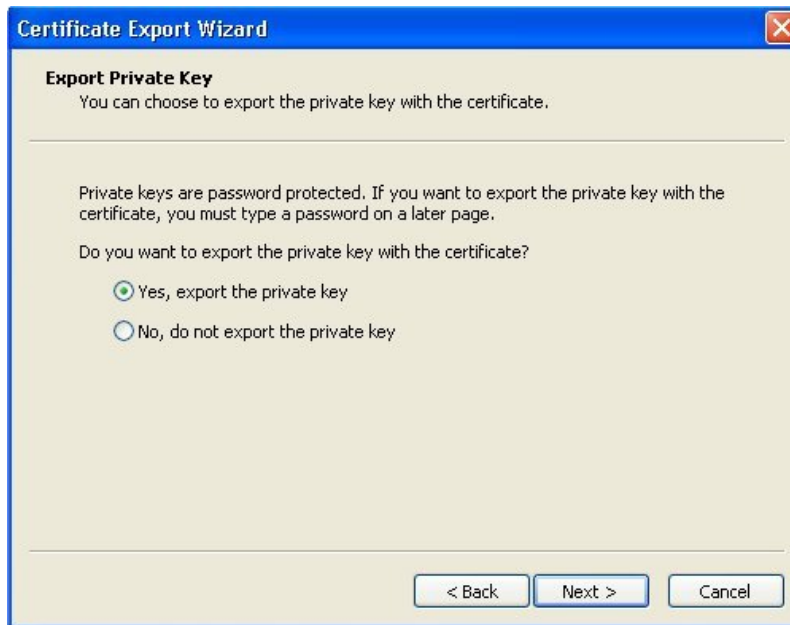 Certificate Export Wizard
Export Private Key
You can choose to export the private key with the certificate.
Private keys are password protected. If you want to export the private key with the
certificate, you must type a password on a later page.
Do you want to export the private key with the certificate?
Yes, export the private key
No, do not export the private key
< Back Next > Cancel